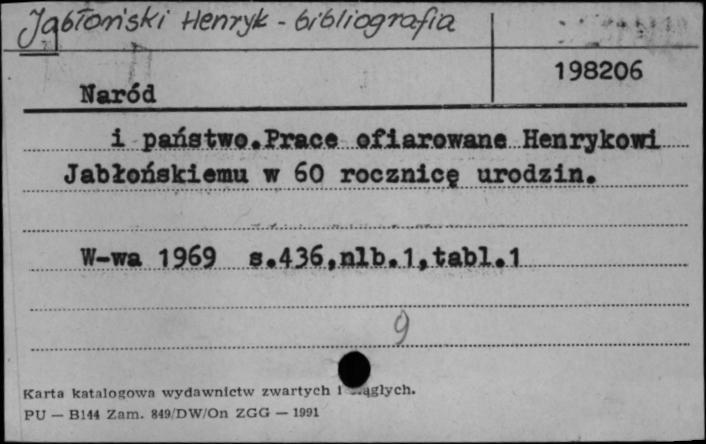 Jabłoński Henryk - bibliografia
198206
Naród
i państwo.Prace ofiarowane Henrykowi
Jabłońskiemu w 60 rocznicę urodzin.
W-wa 1969 s.436,nlb.1,tabl.1
9
Karta katalogowa wydawnictw zwartych i
PU — B144 Zam. 849/DW/On ZGG — 1991